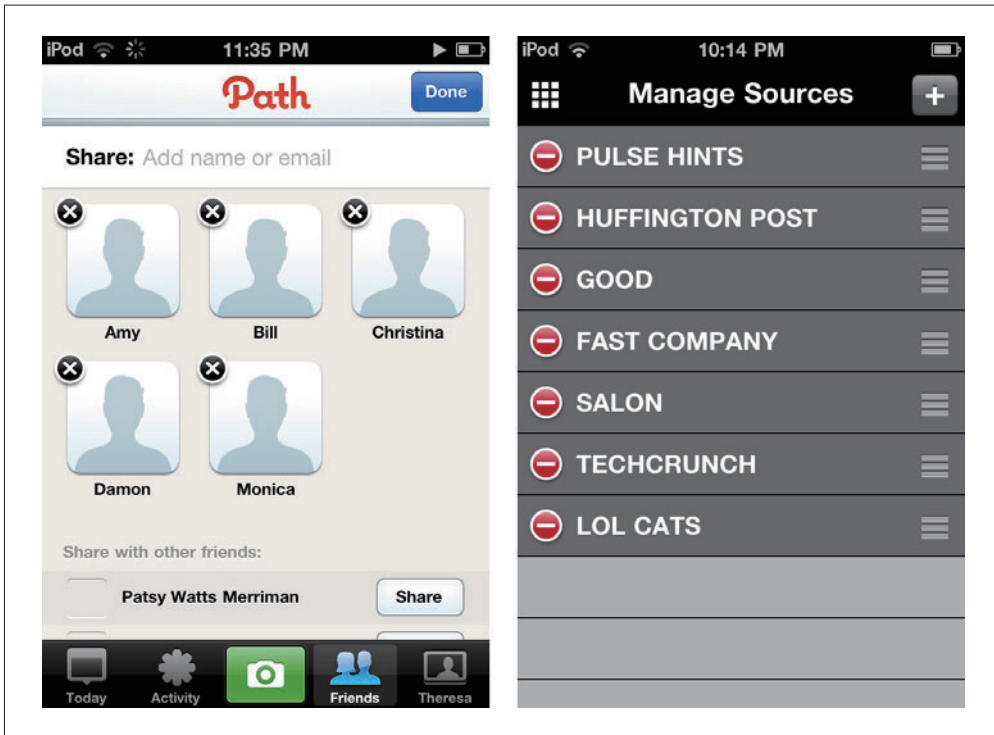 iPod 11:35 PM
Path Done
Share: Add name or email
Amy Bill Christina
Damon Monica
Share with other friends:
Patsy Watts Merriman Share
Today Activity Friends Theresa
iPod 10:14 PM
Manage Sources +
PULSE HINTS
HUFFINGTON POST
GOOD
FAST COMPANY
SALON
TECHCRUNCH
LOL CATS